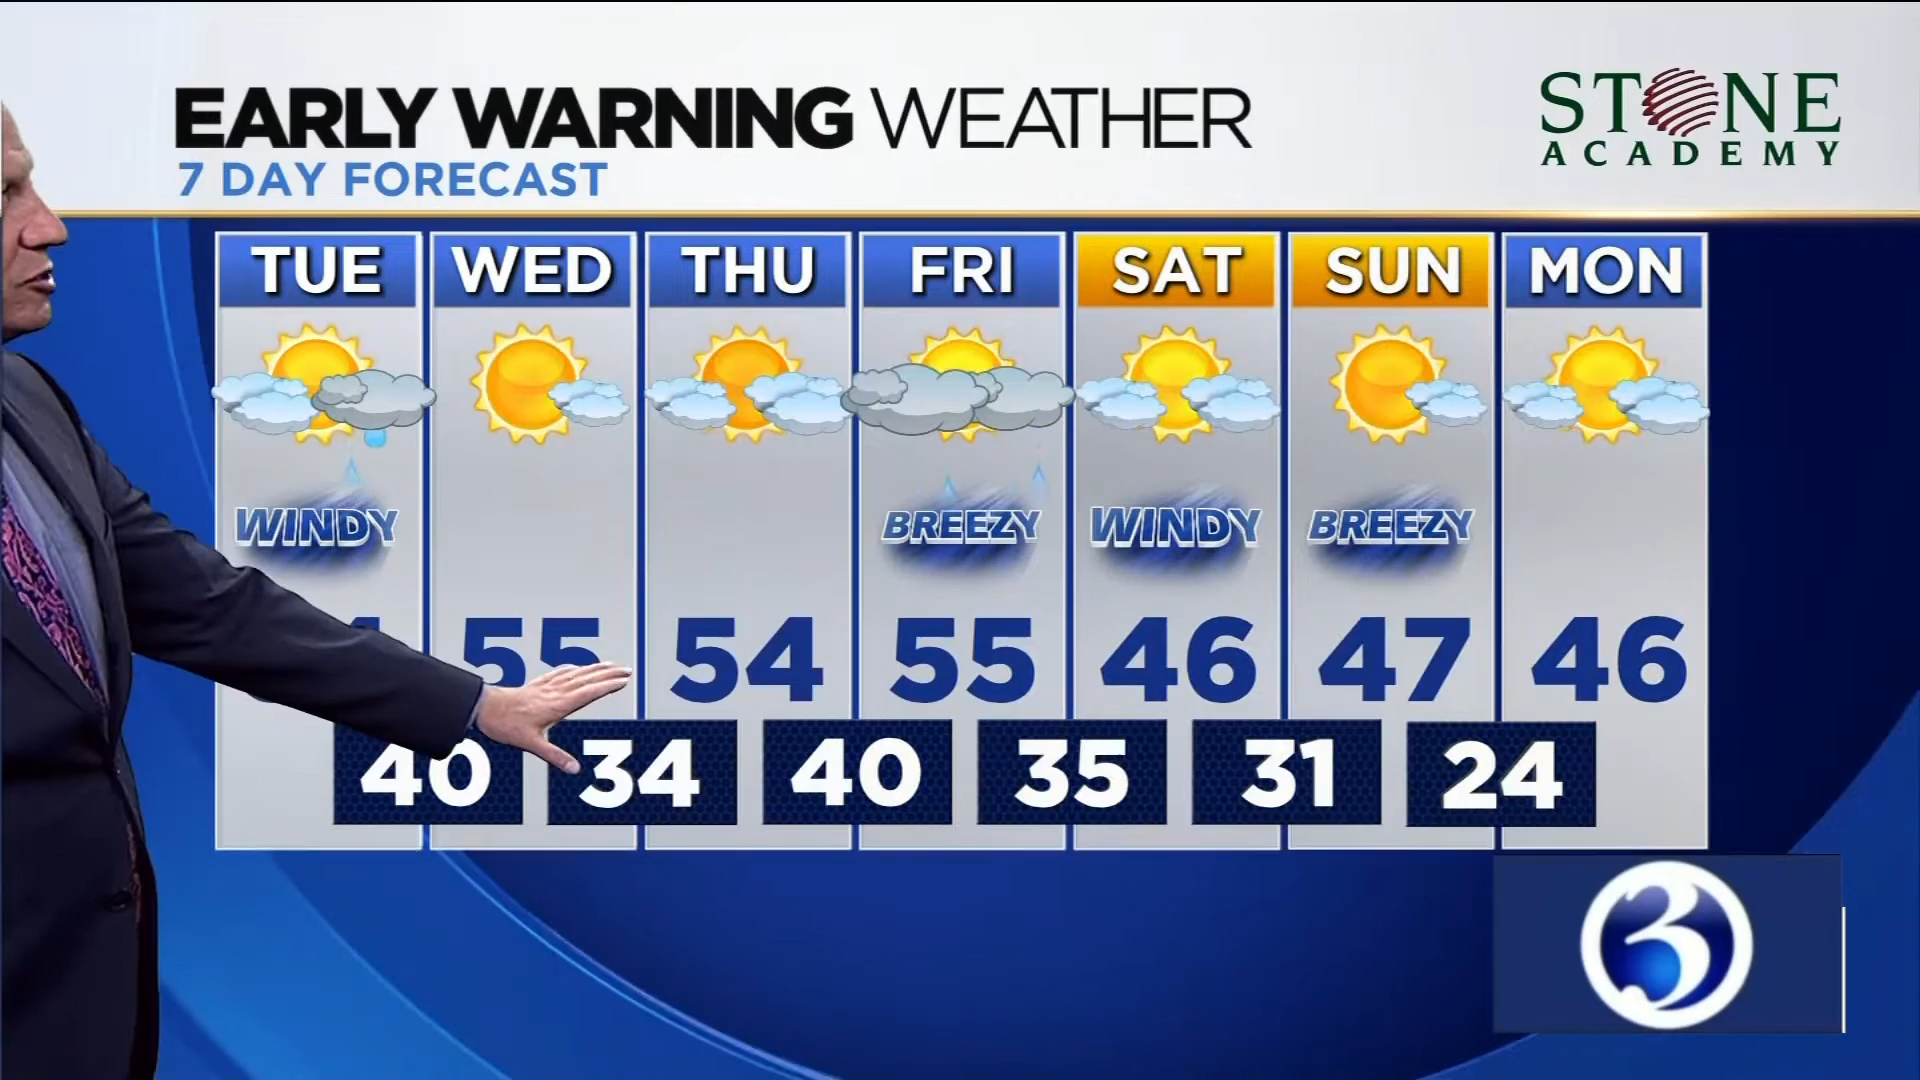 EARLY WARNING WEATHER
7 DAY FORECAST
STONE
ACADEMY
TUE WED THU FRI SAT SUN MON
WINDY BREEZY WINDY BREEZY
55 54 55 46 47 46
40 34 40 35 31 24
3